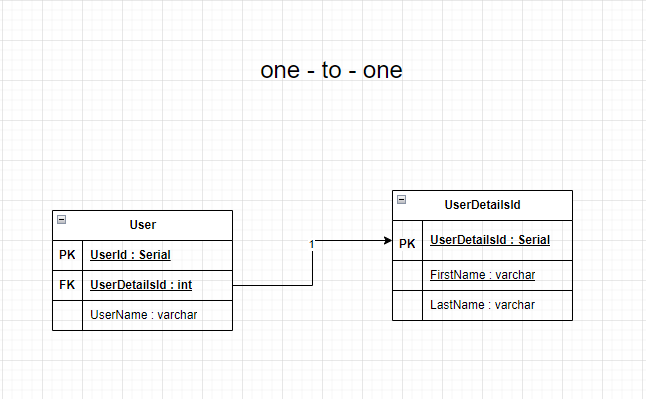 one - to - one
User
PK UserId : Serial
FK UserDetailsId : int
UserName : varchar
1
UserDetailsId
PK UserDetailsId : Serial
FirstName : varchar
LastName : varchar